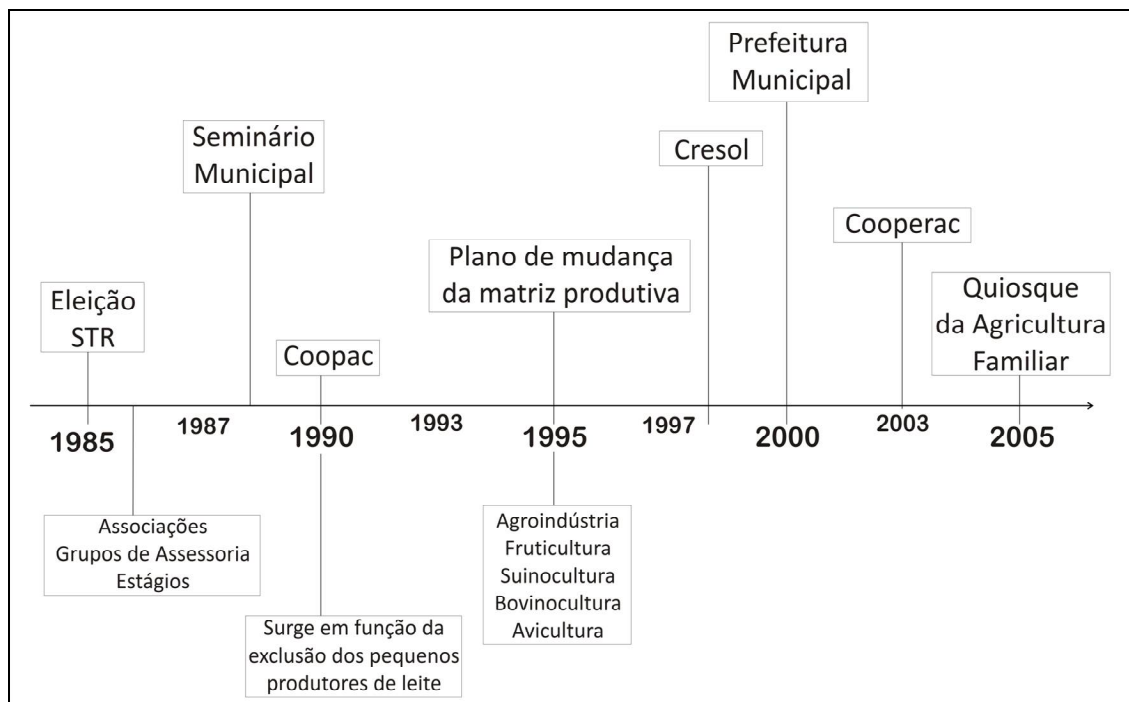 Prefeitura
Municipal
Seminário
Municipal
Cresol
Cooperac
Plano de mudança
da matriz produtiva
Eleição
STR
Quiosque
da Agricultura
Familiar
Coopac
1985
1987
1990
1993
1995
1997
2000
2003
2005
Associações
Grupos de Assessoria
Estágios
Agroindústria
Fruticultura
Suinocultura
Bovinocultura
Avicultura
Surge em função da
exclusão dos pequenos
produtores de leite